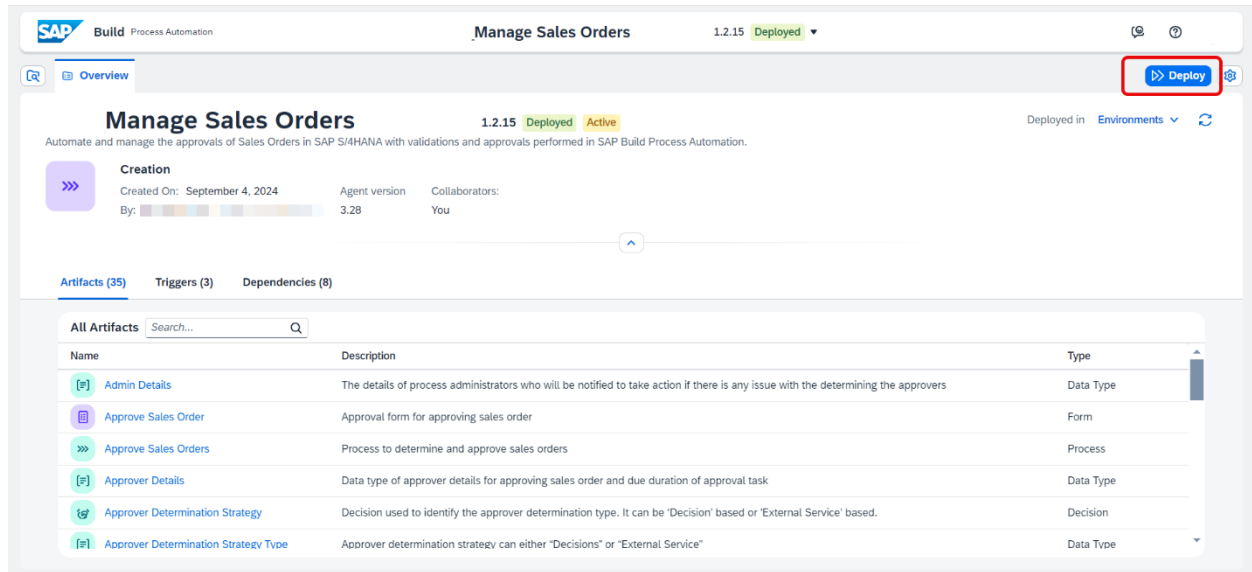 SAP Build Process Automation _Manage Sales Orders 1.2.15 Deployed
Overview Deploy
Manage Sales Orders 1.2.15 Deployed Active Deployed in Environments
Automate and manage the approvals of Sales Orders in SAP S/4HANA with validations and approvals performed in SAP Build Process Automation.
Creation
Created On: September 4, 2024 Agent version Collaborators:
By: 3.28 You
Artifacts (35) Triggers (3) Dependencies (8)
All Artifacts Search...
Name Description Type
Admin Details The details of process administrators who will be notified to take action if there is any issue with the determining the approvers Data Type
Approve Sales Order Approval form for approving sales order Form
Approve Sales Orders Process to determine and approve sales orders Process
Approver Details Data type of approver details for approving sales order and due duration of approval task Data Type
Approver Determination Strategy Decision used to identify the approver determination type. It can be 'Decision' based or 'External Service' based. Decision
Approver Determination Strategy Type Approver determination strategy can either "Decisions" or "External Service" Data Type